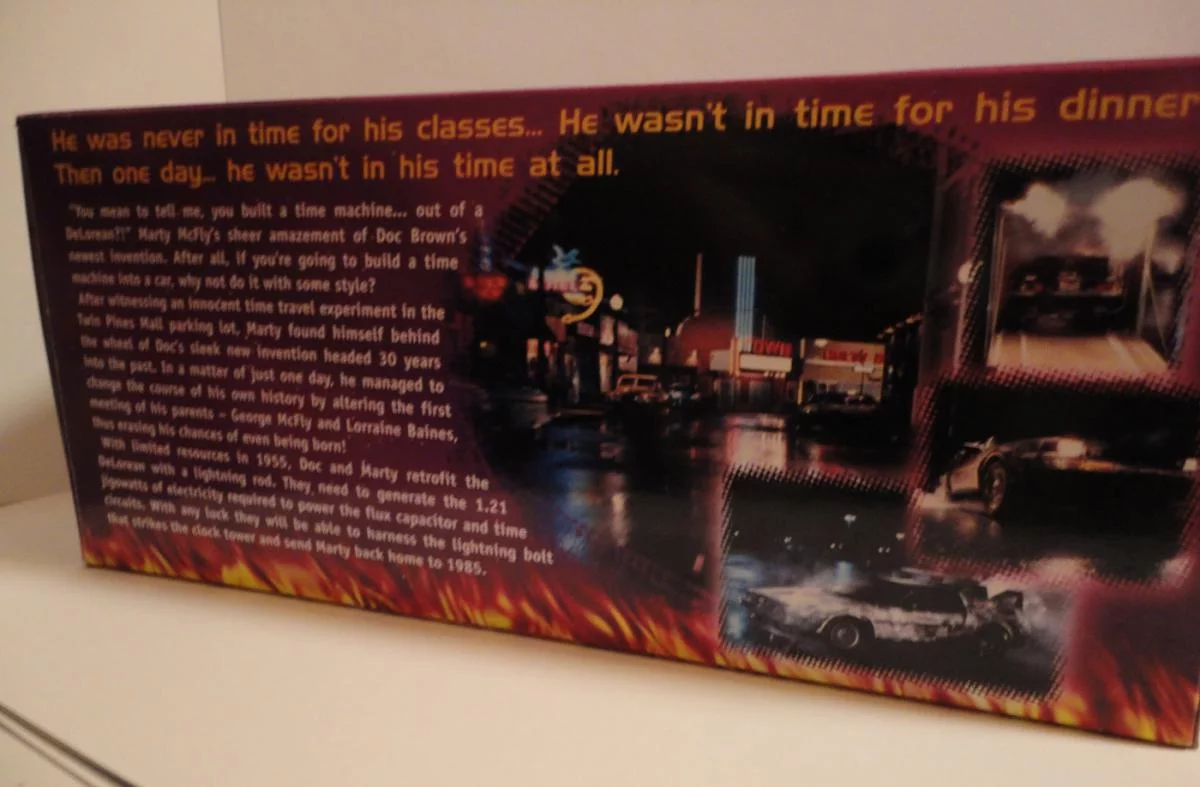 He was never in time for his classes... He wasn't in time for his dinner
Then one day... he wasn't in his time at all.
"You mean to tell me, you built a time machine... out of a
DeLorean?!" Marty McFly's sheer amazement of Doc Brown's
newest invention. After all, if you're going to build a time
machine into a car, why not do it with some style?
After witnessing an innocent time travel experiment in the
Twin Pines Mall parking lot, Marty found himself behind
the wheel of Doc's sleek new invention headed 30 years
into the past. In a matter of just one day, he managed to
change the course of his own history by altering the first
meeting of his parents – George McFly and Lorraine Baines,
thus erasing his chances of even being born!
With limited resources in 1955, Doc and Marty retrofit the
DeLorean with a lightning rod. They need to generate the 1.21
jigowatts of electricity required to power the flux capacitor and time
circuits. With any luck they will be able to harness the lightning bolt
that strikes the clock tower and send Marty back home to 1985.